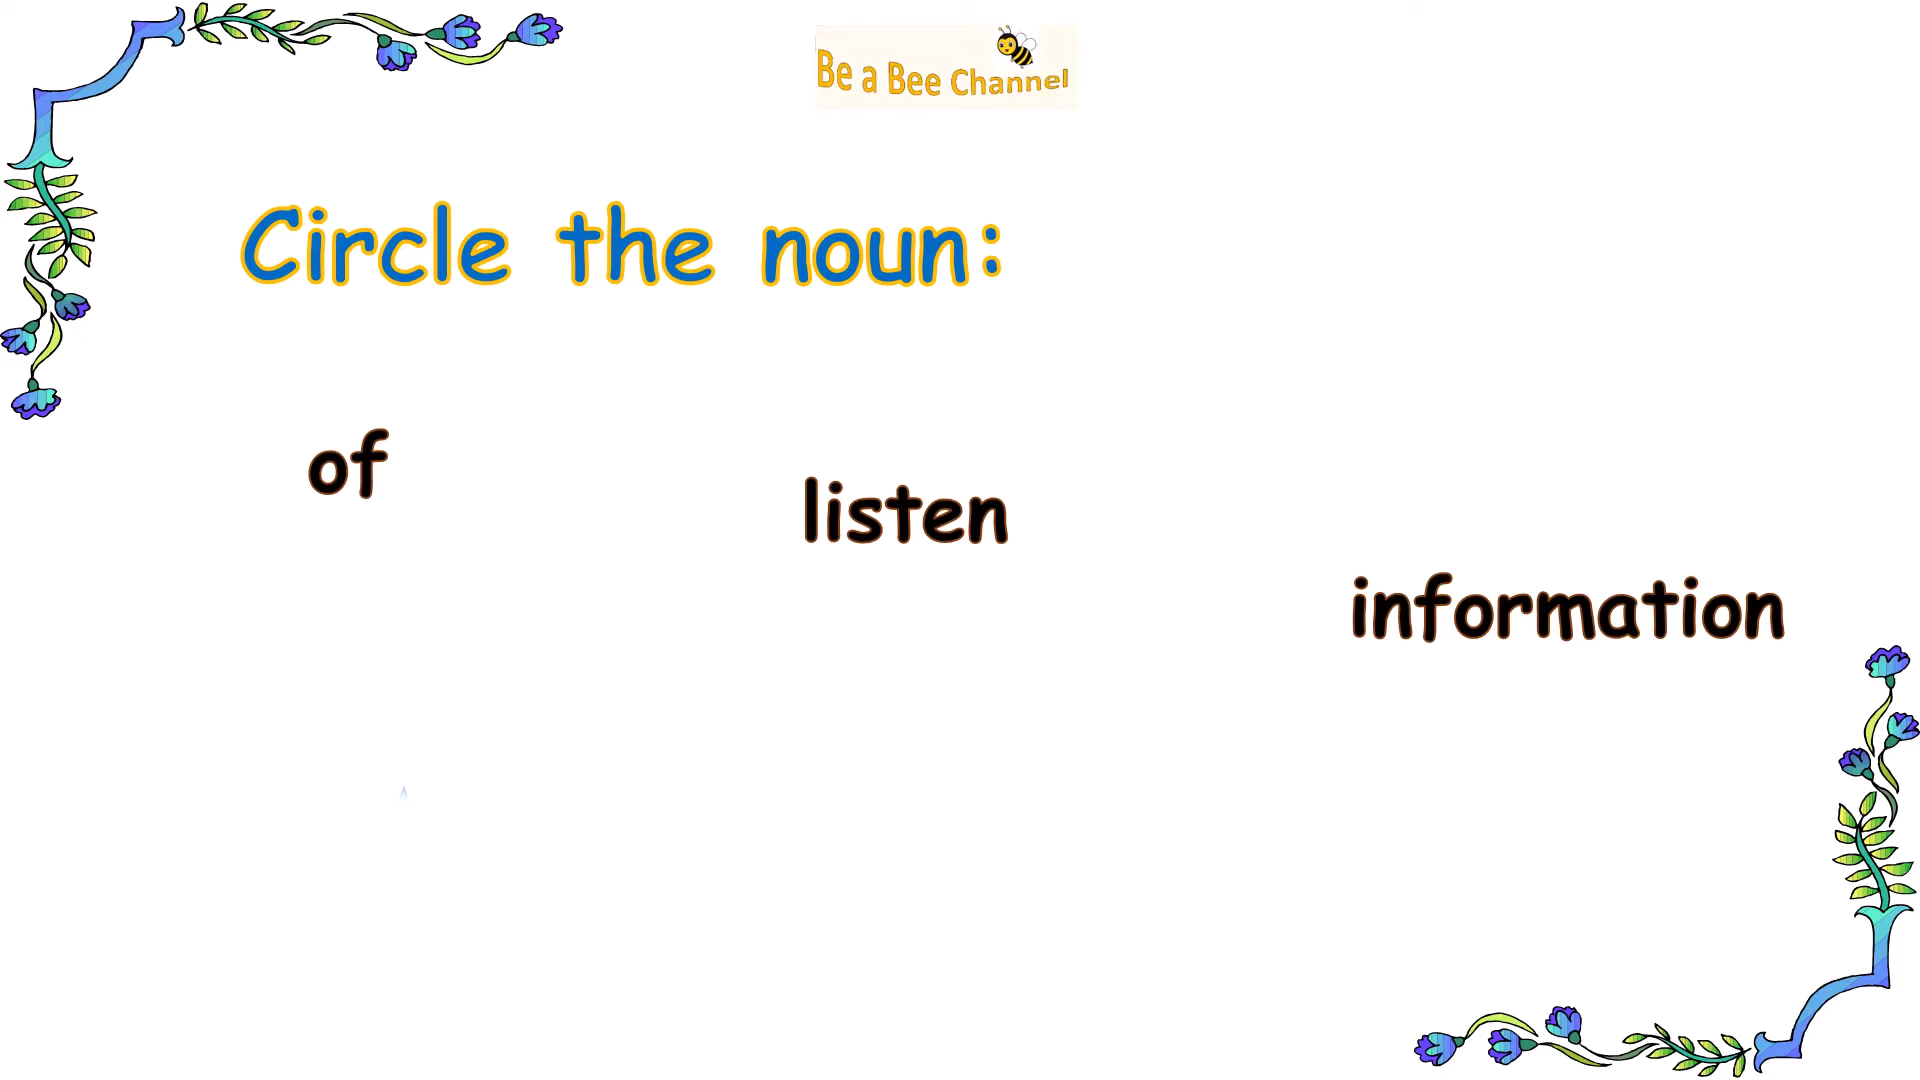 Be a Bee Channel
Circle the noun:
of
listen
information